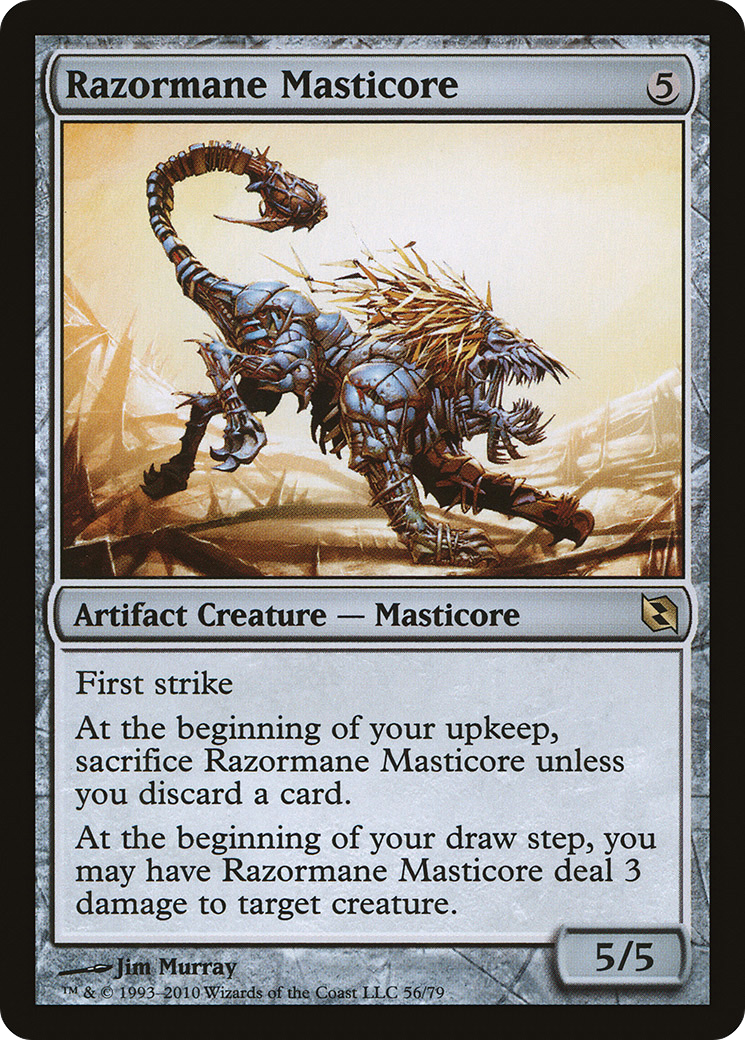 Razormane Masticore 5
Artifact Creature — Masticore
First strike
At the beginning of your upkeep,
sacrifice Razormane Masticore unless
you discard a card.
At the beginning of your draw step, you
may have Razormane Masticore deal 3
damage to target creature.
5/5
Jim Murray
™ & © 1993–2010 Wizards of the Coast LLC 56/79